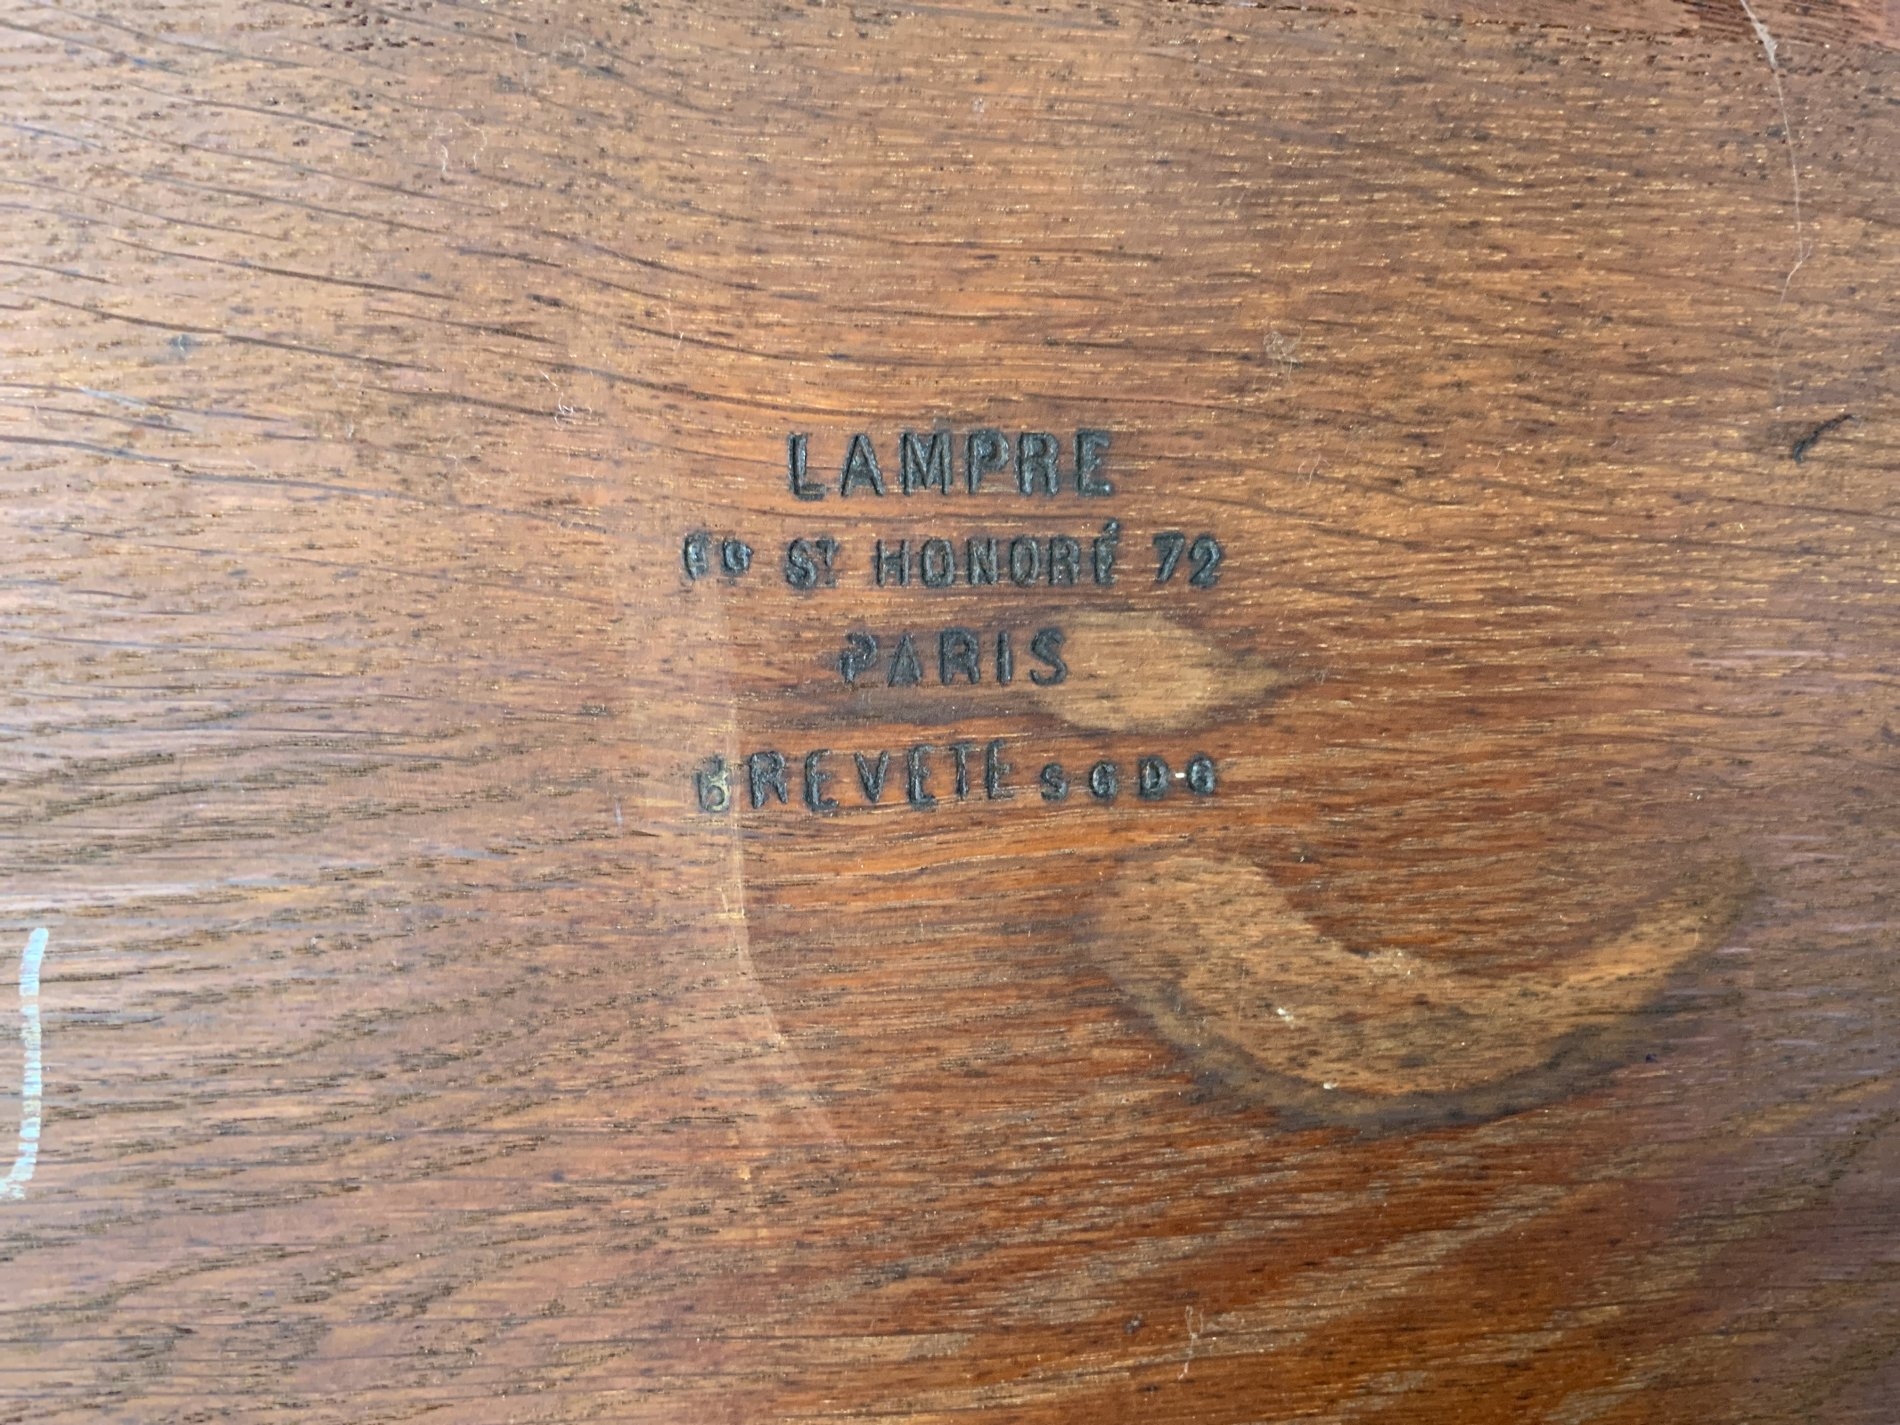 LAMPRE
Fg St HONORÉ 72
PARIS
BREVETE S G D G